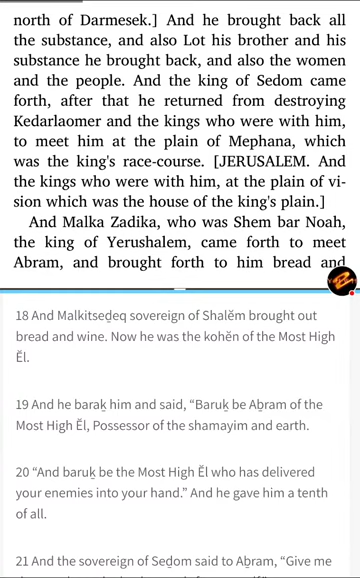 north of Darmesek.] And he brought back all
the substance, and also Lot his brother and his
substance he brought back, and also the women
and the people. And the king of Sedom came
forth, after that he returned from destroying
Kedarlaomer and the kings who were with him,
to meet him at the plain of Mephana, which
was the king's race-course. [JERUSALEM. And
the kings who were with him, at the plain of vi-
sion which was the house of the king's plain.]
And Malka Zadika, who was Shem bar Noah,
the king of Yerushalem, came forth to meet
Abram, and brought forth to him bread and
18 And Malkitseḏeq sovereign of Shalĕm brought out
bread and wine. Now he was the kohĕn of the Most High
Ĕl.
19 And he baraḵ him and said, “Baruḵ be Aḇram of the
Most High Ĕl, Possessor of the shamayim and earth.
20 “And baruḵ be the Most High Ĕl who has delivered
your enemies into your hand.” And he gave him a tenth
of all.
21 And the sovereign of Seḏom said to Aḇram, “Give me